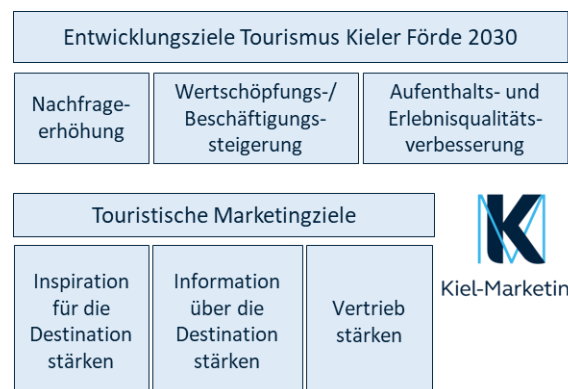 Entwicklungsziele Tourismus Kieler Förde 2030
Nachfrage-
erhöhung
Wertschöpfungs-/
Beschäftigungs-
steigerung
Aufenthalts- und
Erlebnisqualitäts-
verbesserung
Touristische Marketingziele
Inspiration
für die
Destination
stärken
Information
über die
Destination
stärken
Vertrieb
stärken
K
Kiel-Marketin